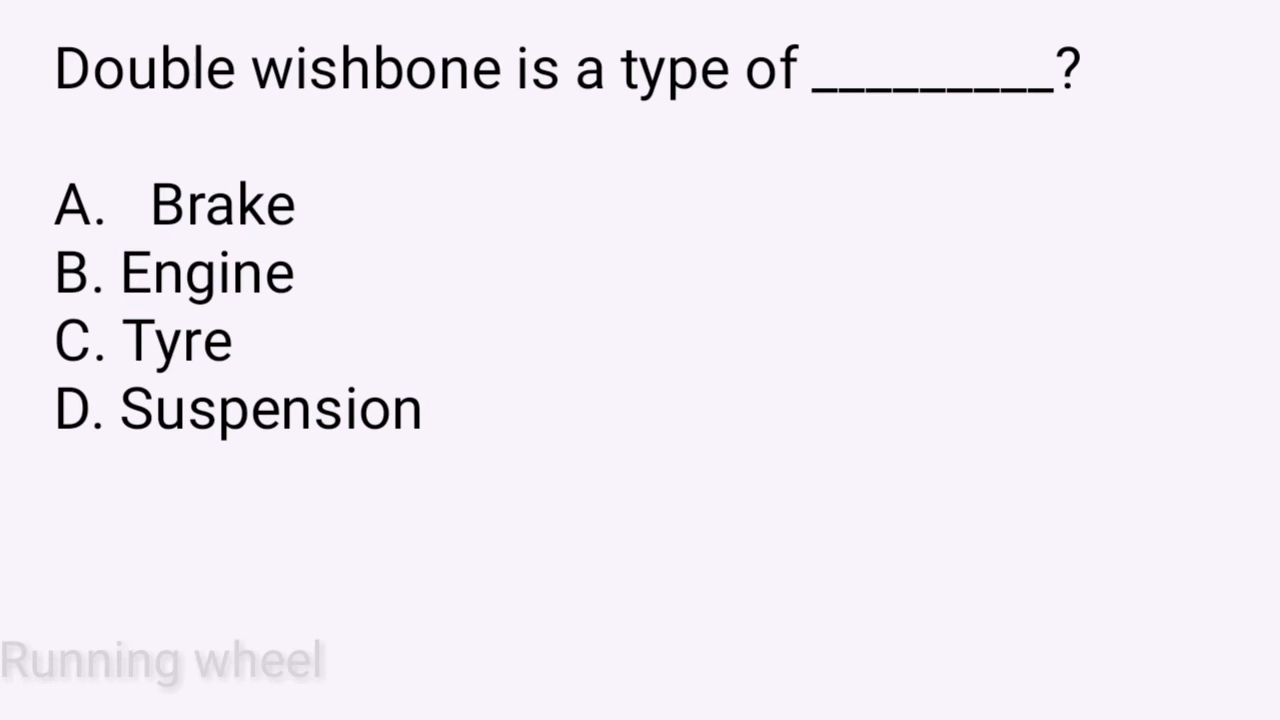 Double wishbone is a type of _________?
A. Brake
B. Engine
C. Tyre
D. Suspension
Running wheel